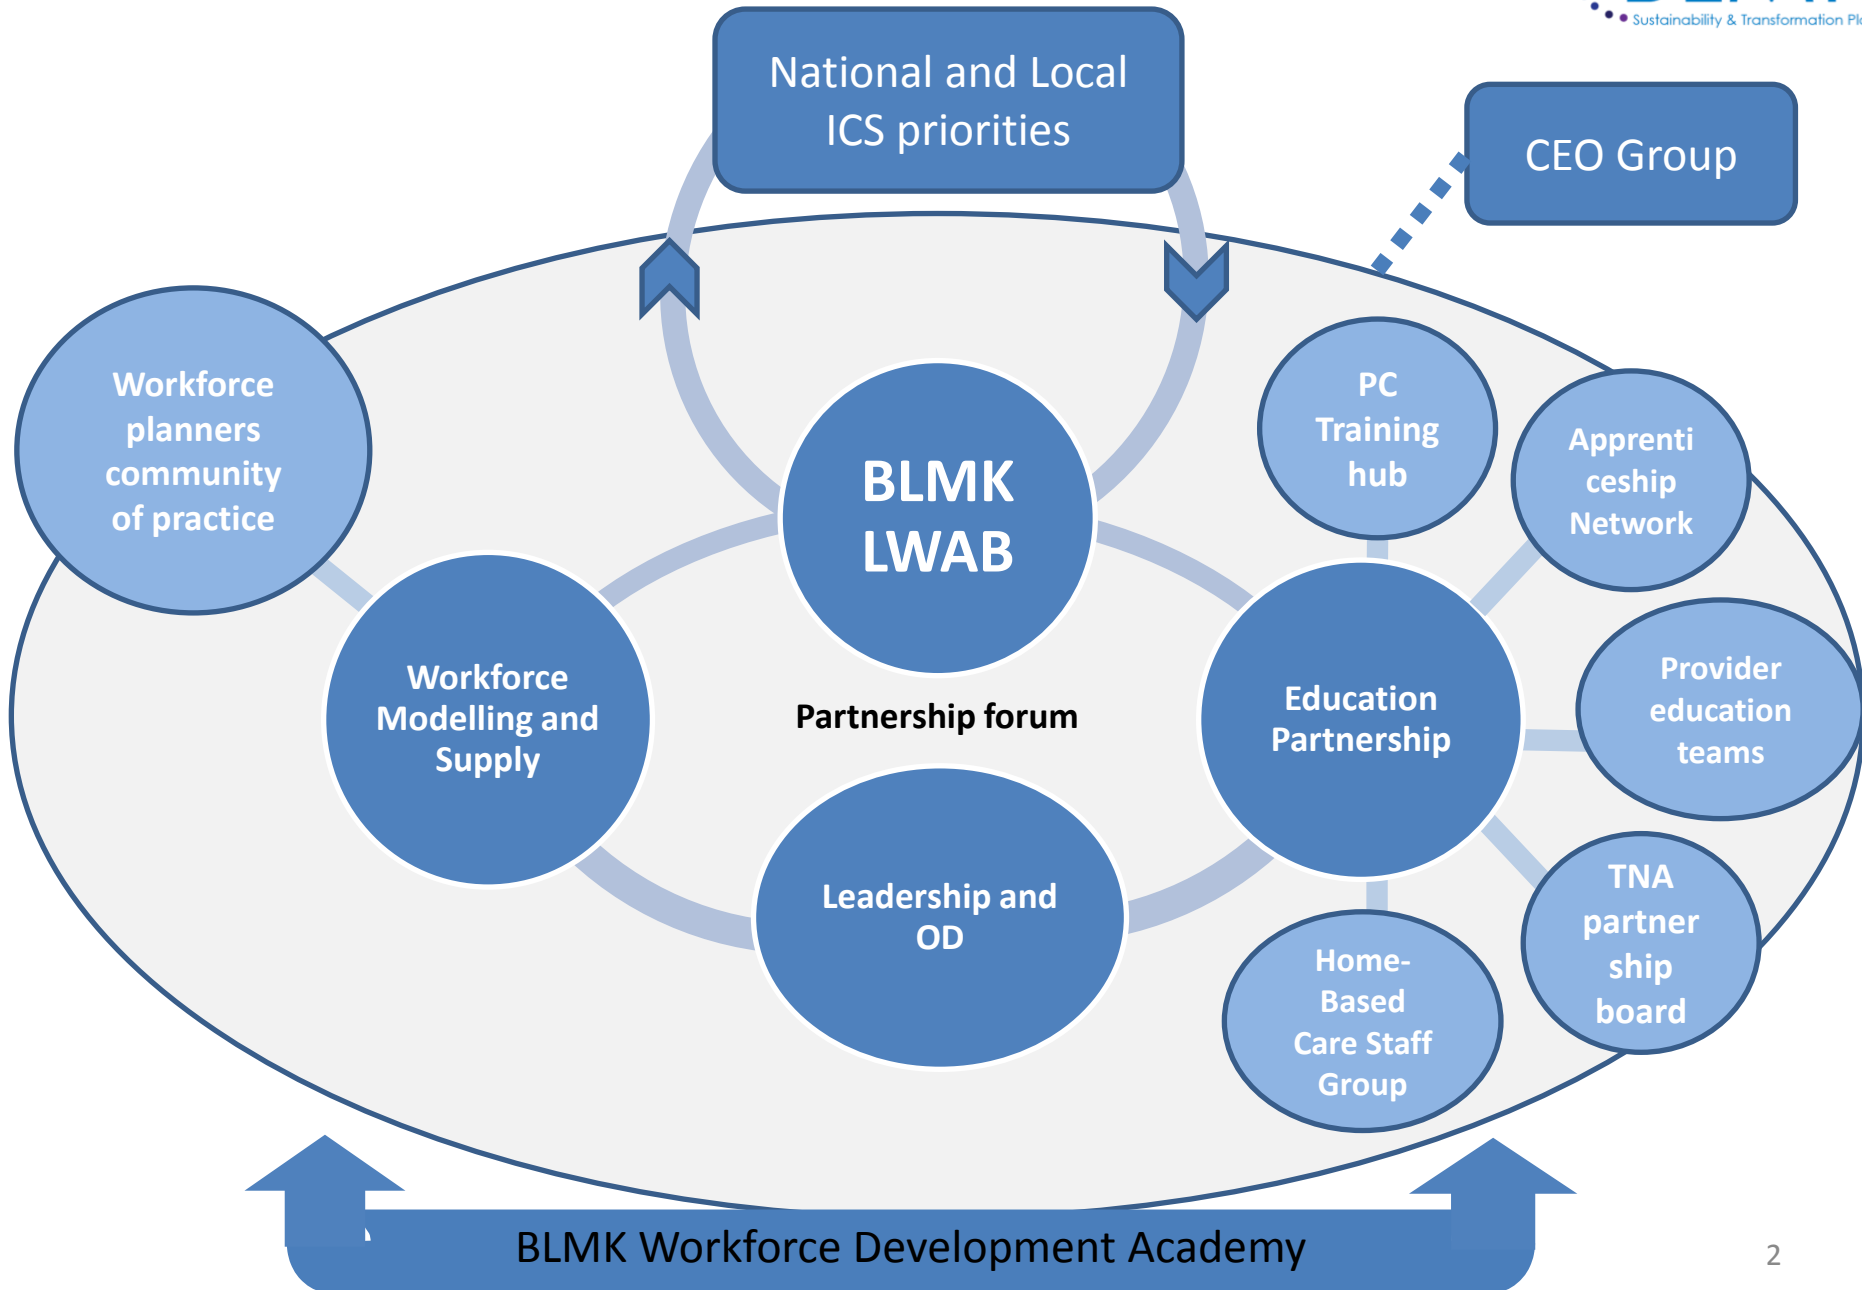 Sustainability & Transformation
National and Local
ICS priorities
CEO Group
Workforce
planners
community
of practice
PC
Training
hub
Apprenti
ceship
Network
BLMK
LWAB
Workforce
Modelling and
Supply
Partnership forum
Education
Partnership
Provider
education
teams
Leadership and
OD
TNA
partner
ship
board
Home-
Based
Care Staff
Group
BLMK Workforce Development Academy
2